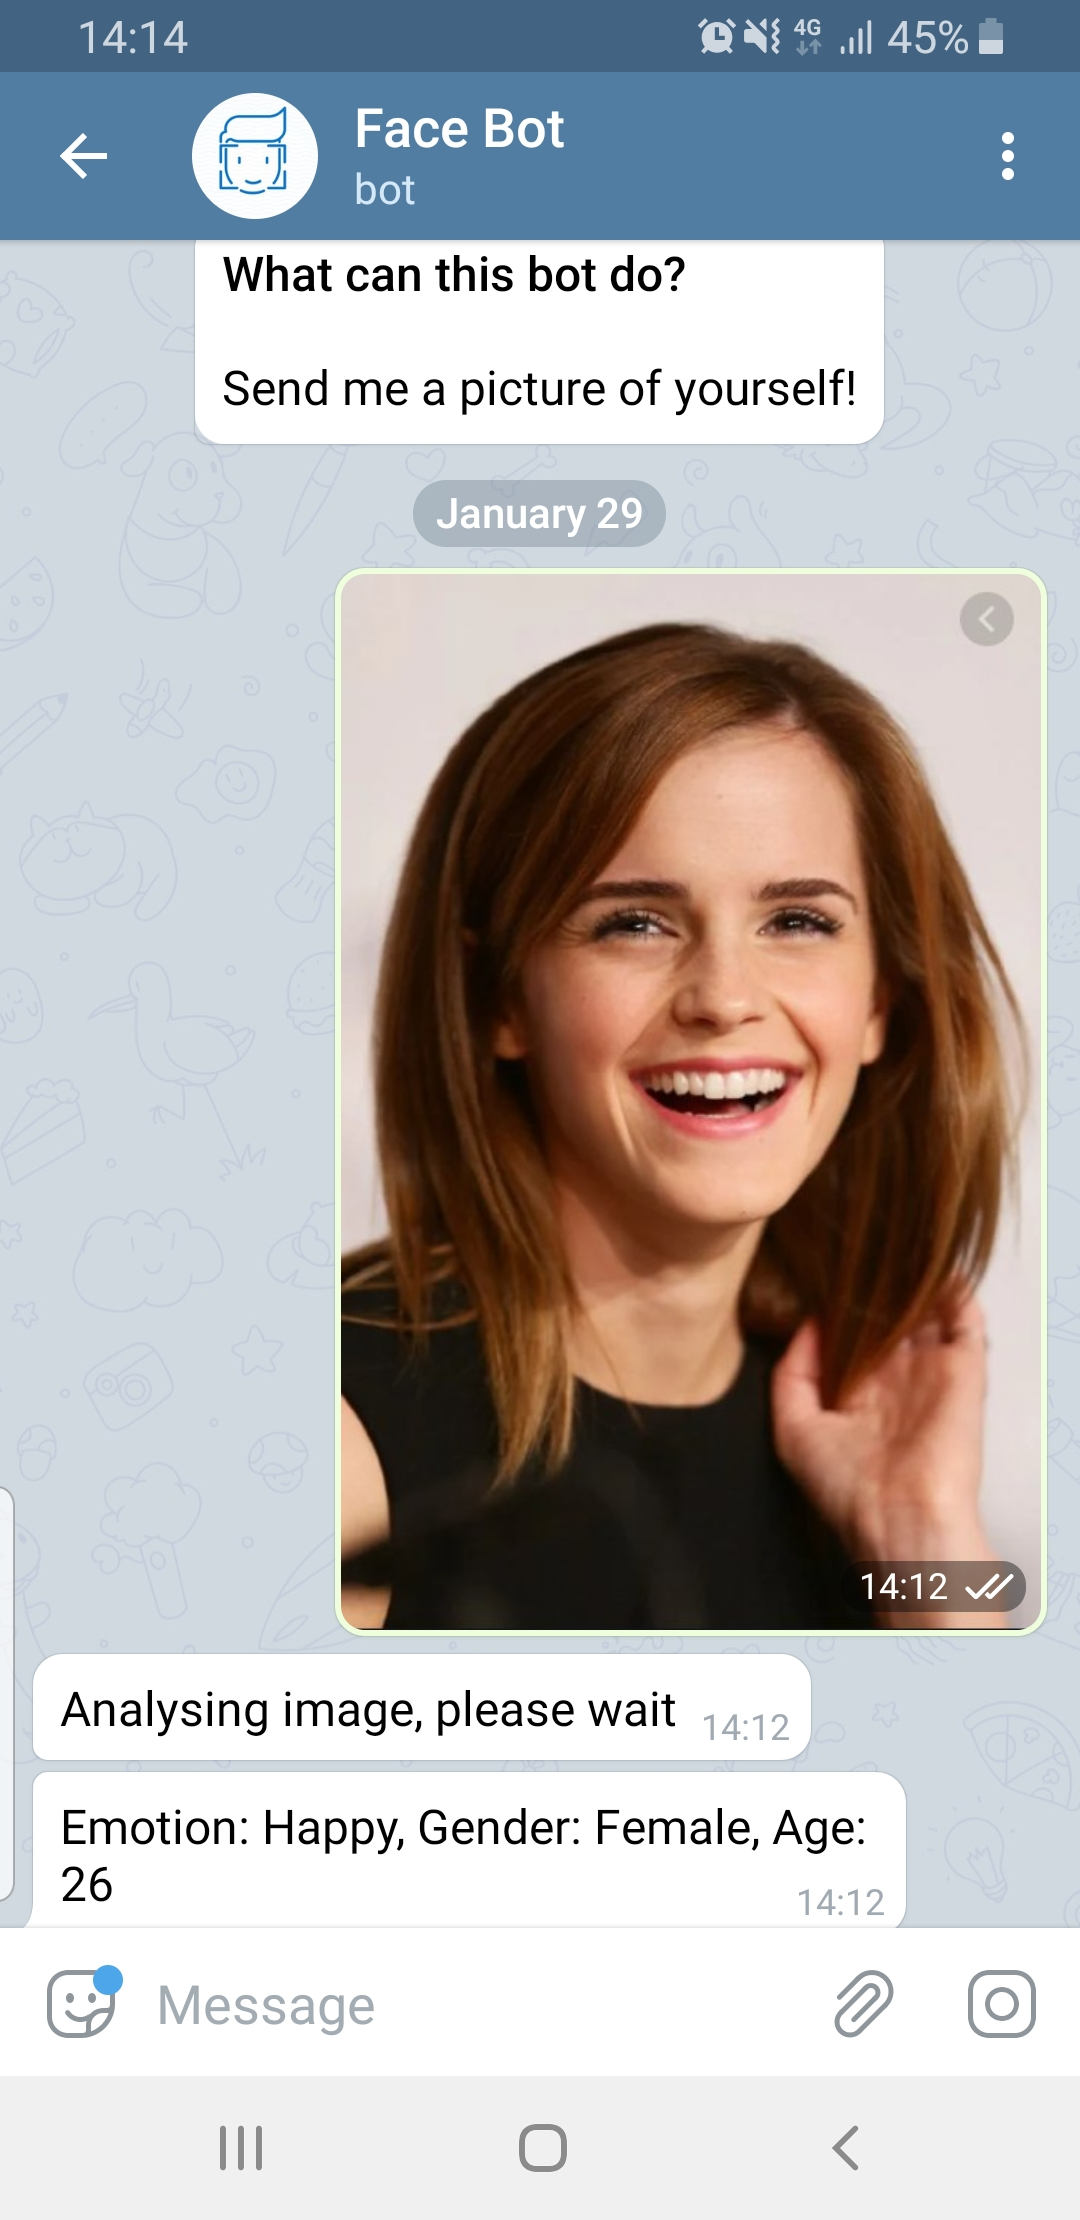 14:14
4G
45%
Face Bot
bot
What can this bot do?
Send me a picture of yourself!
January 29
14:12
Analysing image, please wait 14:12
Emotion: Happy, Gender: Female, Age:
26
14:12
Message